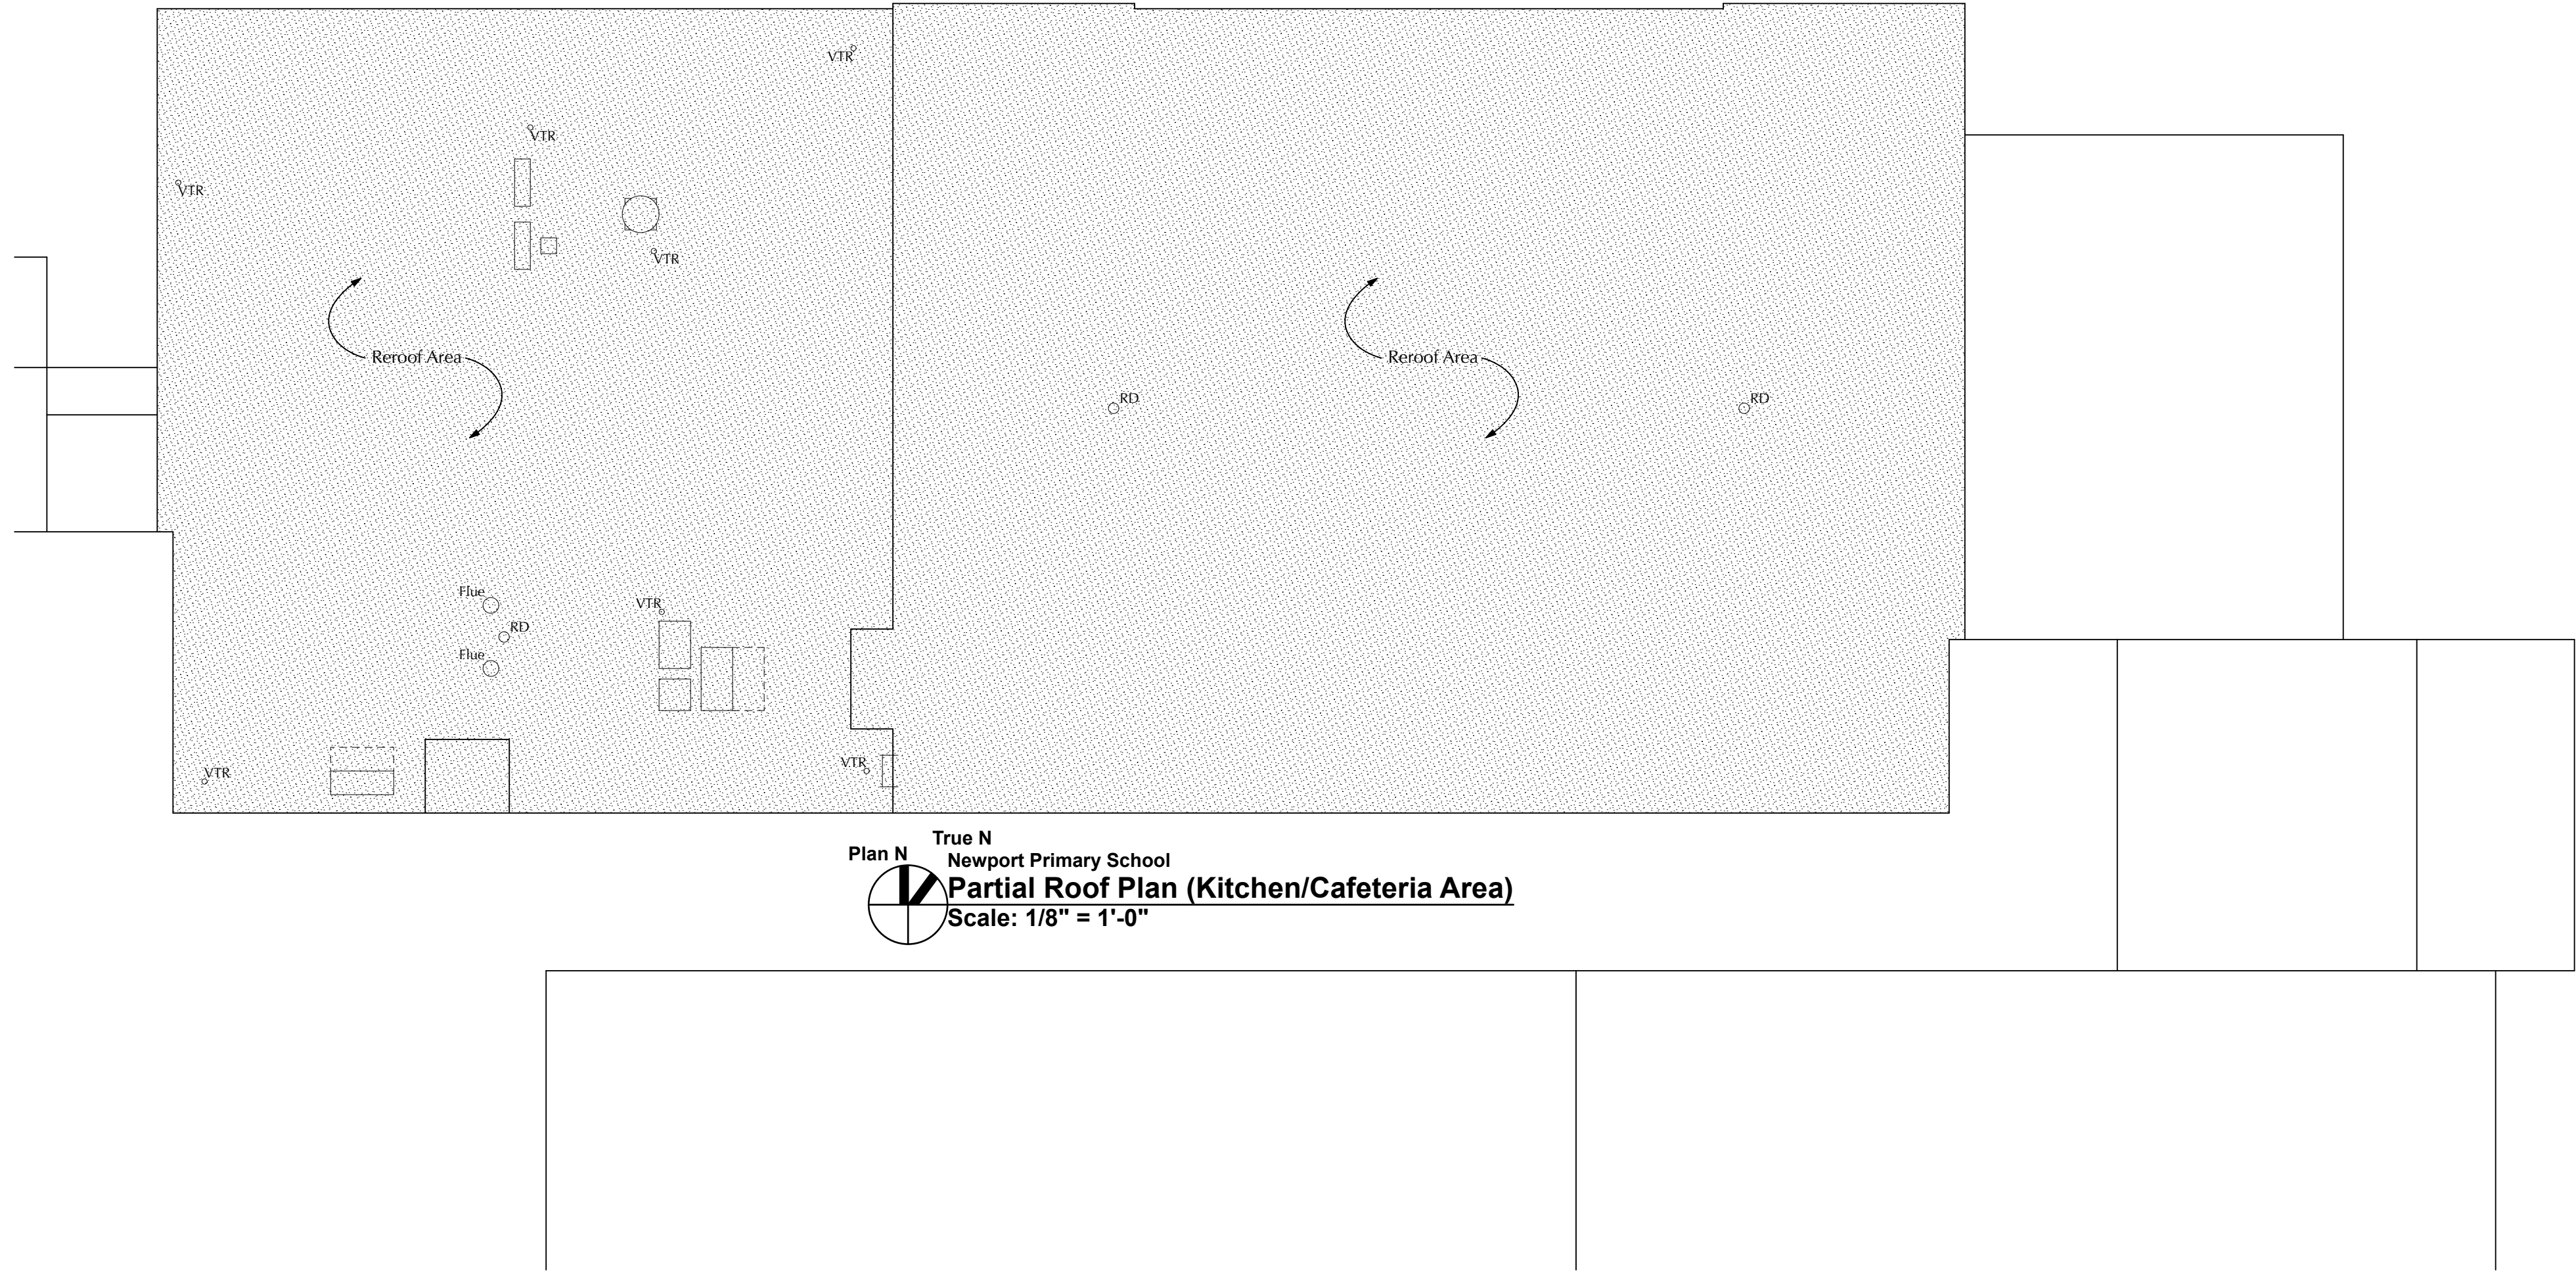 VTR
VTR
VTR
VTR
Reroof Area
Reroof Area
RD
RD
Flue
VTR
RD
Flue
VTR
VTR
True N
Plan N
Newport Primary School
Partial Roof Plan (Kitchen/Cafeteria Area)
Scale: 1/8" = 1'-0"